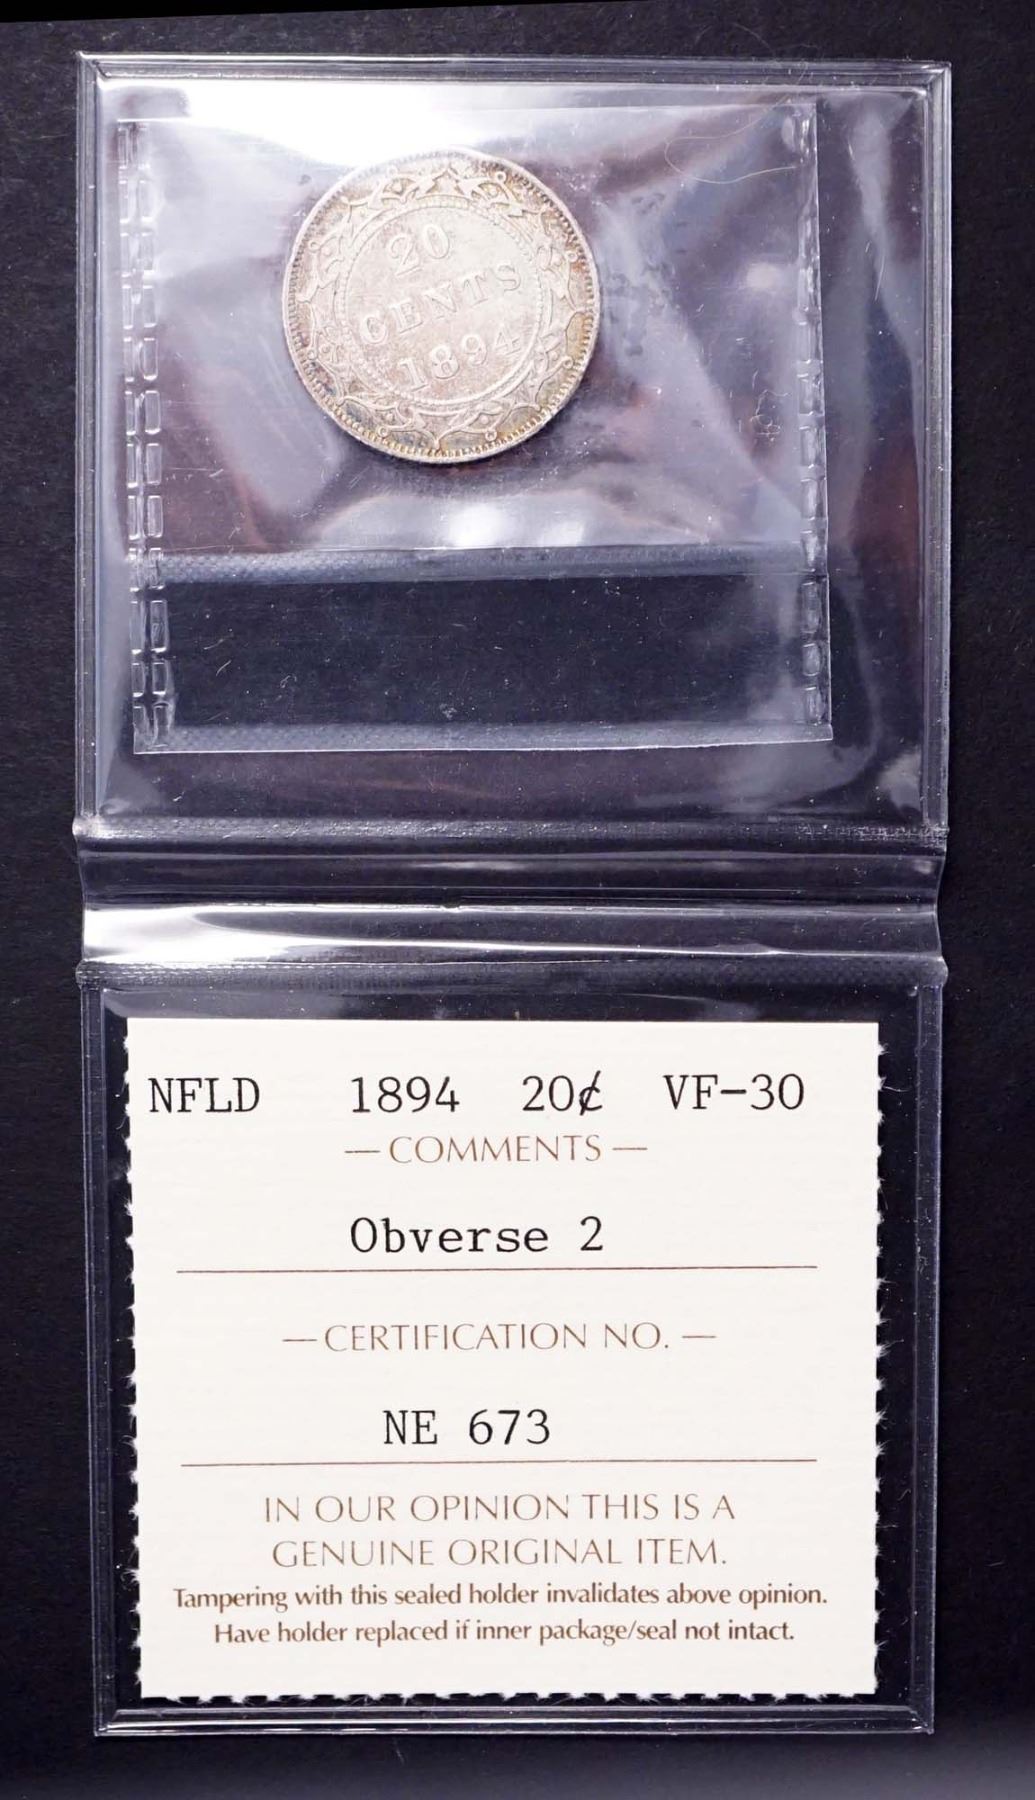 20
CENTS
1894
NFLD 1894 20¢ VF-30
— COMMENTS —
Obverse 2
— CERTIFICATION NO. —
NE 673
IN OUR OPINION THIS IS A
GENUINE ORIGINAL ITEM.
Tampering with this sealed holder invalidates above opinion.
Have holder replaced if inner package/seal not intact.